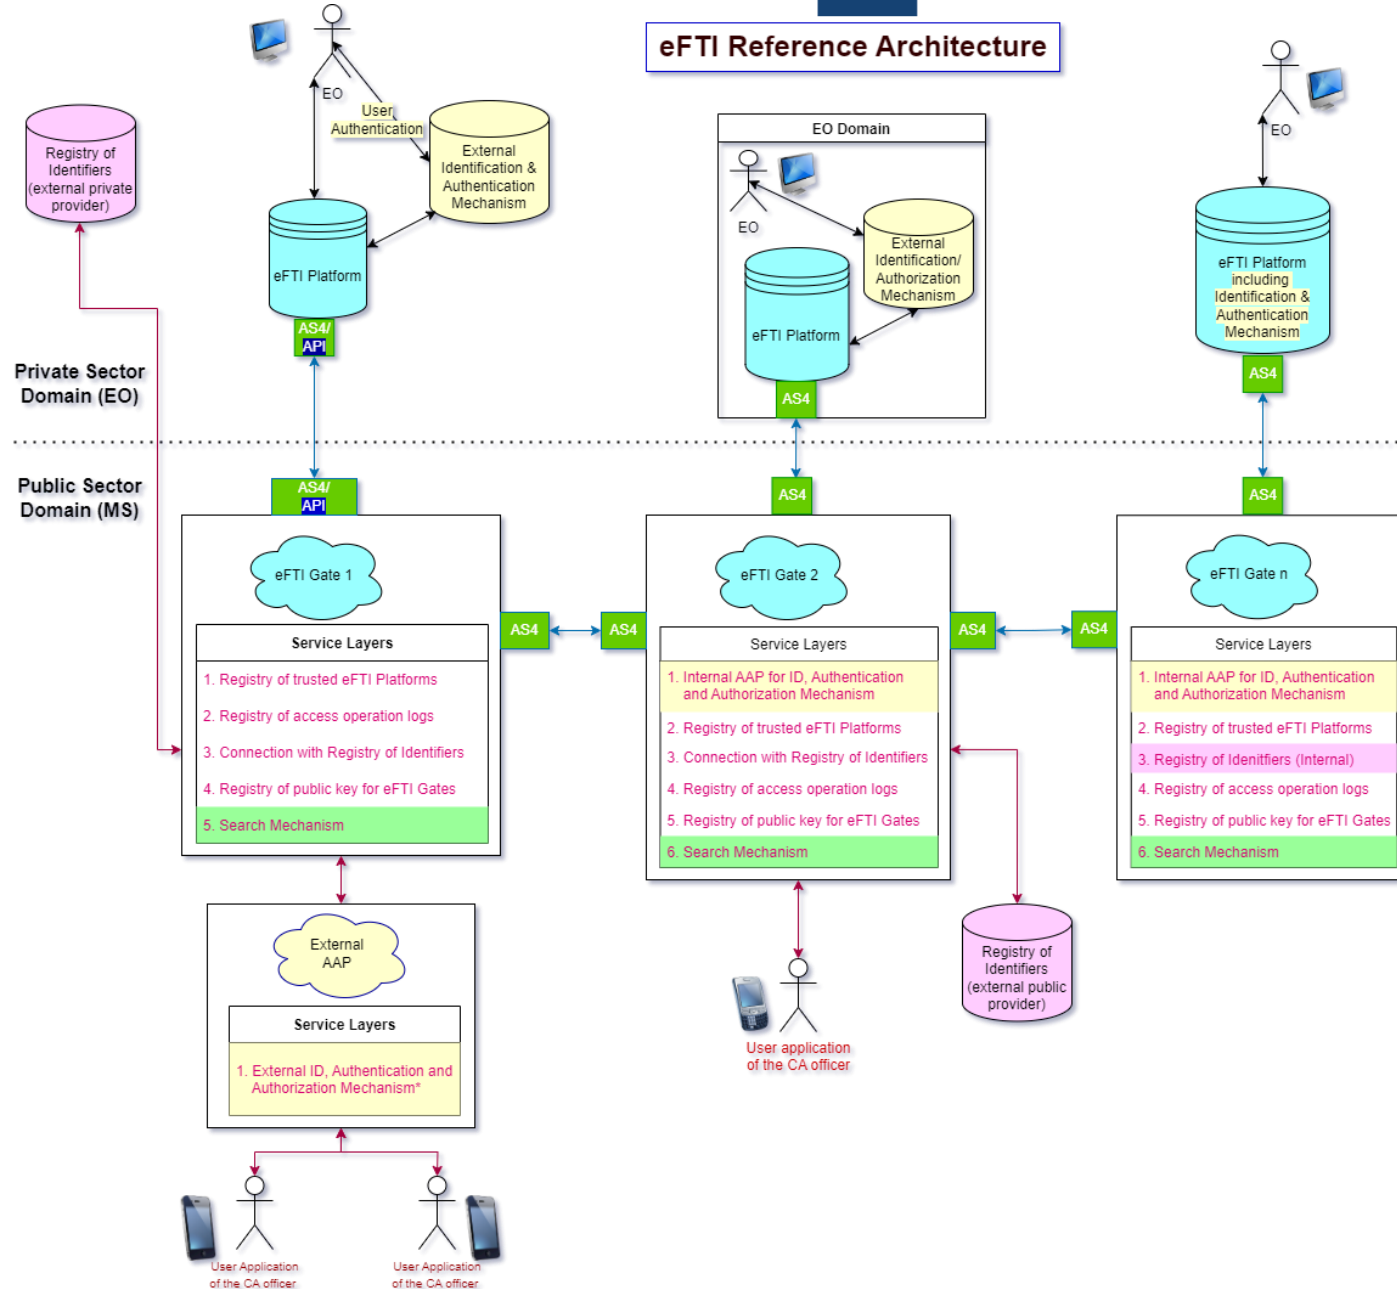 eFTI Reference Architecture
EO
User
Authentication
External
Identification &
Authentication
Mechanism
Registry of
Identifiers
(external private
provider)
eFTI Platform
AS4/
API
EO Domain
EO
External
Identification/
Authorization
Mechanism
eFTI Platform
AS4
EO
eFTI Platform
including
Identification &
Authentication
Mechanism
AS4
Private Sector
Domain (EO)
Public Sector
Domain (MS)
AS4/
API
AS4
AS4
eFTI Gate 1
Service Layers
1. Registry of trusted eFTI Platforms
2. Registry of access operation logs
3. Connection with Registry of Identifiers
4. Registry of public key for eFTI Gates
5. Search Mechanism
AS4
AS4
eFTI Gate 2
Service Layers
1. Internal AAP for ID, Authentication
and Authorization Mechanism
2. Registry of trusted eFTI Platforms
3. Connection with Registry of Identifiers
4. Registry of access operation logs
5. Registry of public key for eFTI Gates
6. Search Mechanism
AS4
AS4
eFTI Gate n
Service Layers
1. Internal AAP for ID, Authentication
and Authorization Mechanism
2. Registry of trusted eFTI Platforms
3. Registry of Idenitfiers (Internal)
4. Registry of access operation logs
5. Registry of public key for eFTI Gates
6. Search Mechanism
External
AAP
Service Layers
1. External ID, Authentication and
Authorization Mechanism*
User application
of the CA officer
Registry of
Identifiers
(external public
provider)
User Application
of the CA officer
User Application
of the CA officer